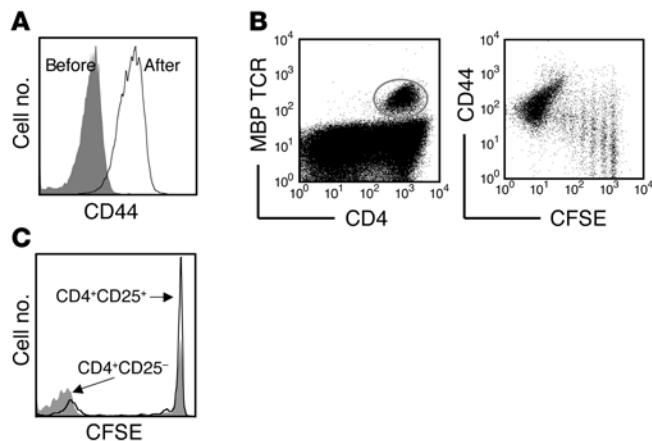 A
Before
After
Cell no.
CD44
B
MBP TCR
10⁴
10³
10²
10¹
10⁰
10⁰ 10¹ 10² 10³ 10⁴
CD4
CD44
10⁴
10³
10²
10¹
10⁰
10⁰ 10¹ 10² 10³ 10⁴
CFSE
C
Cell no.
CD4⁺CD25⁺
CD4⁺CD25⁻
CFSE